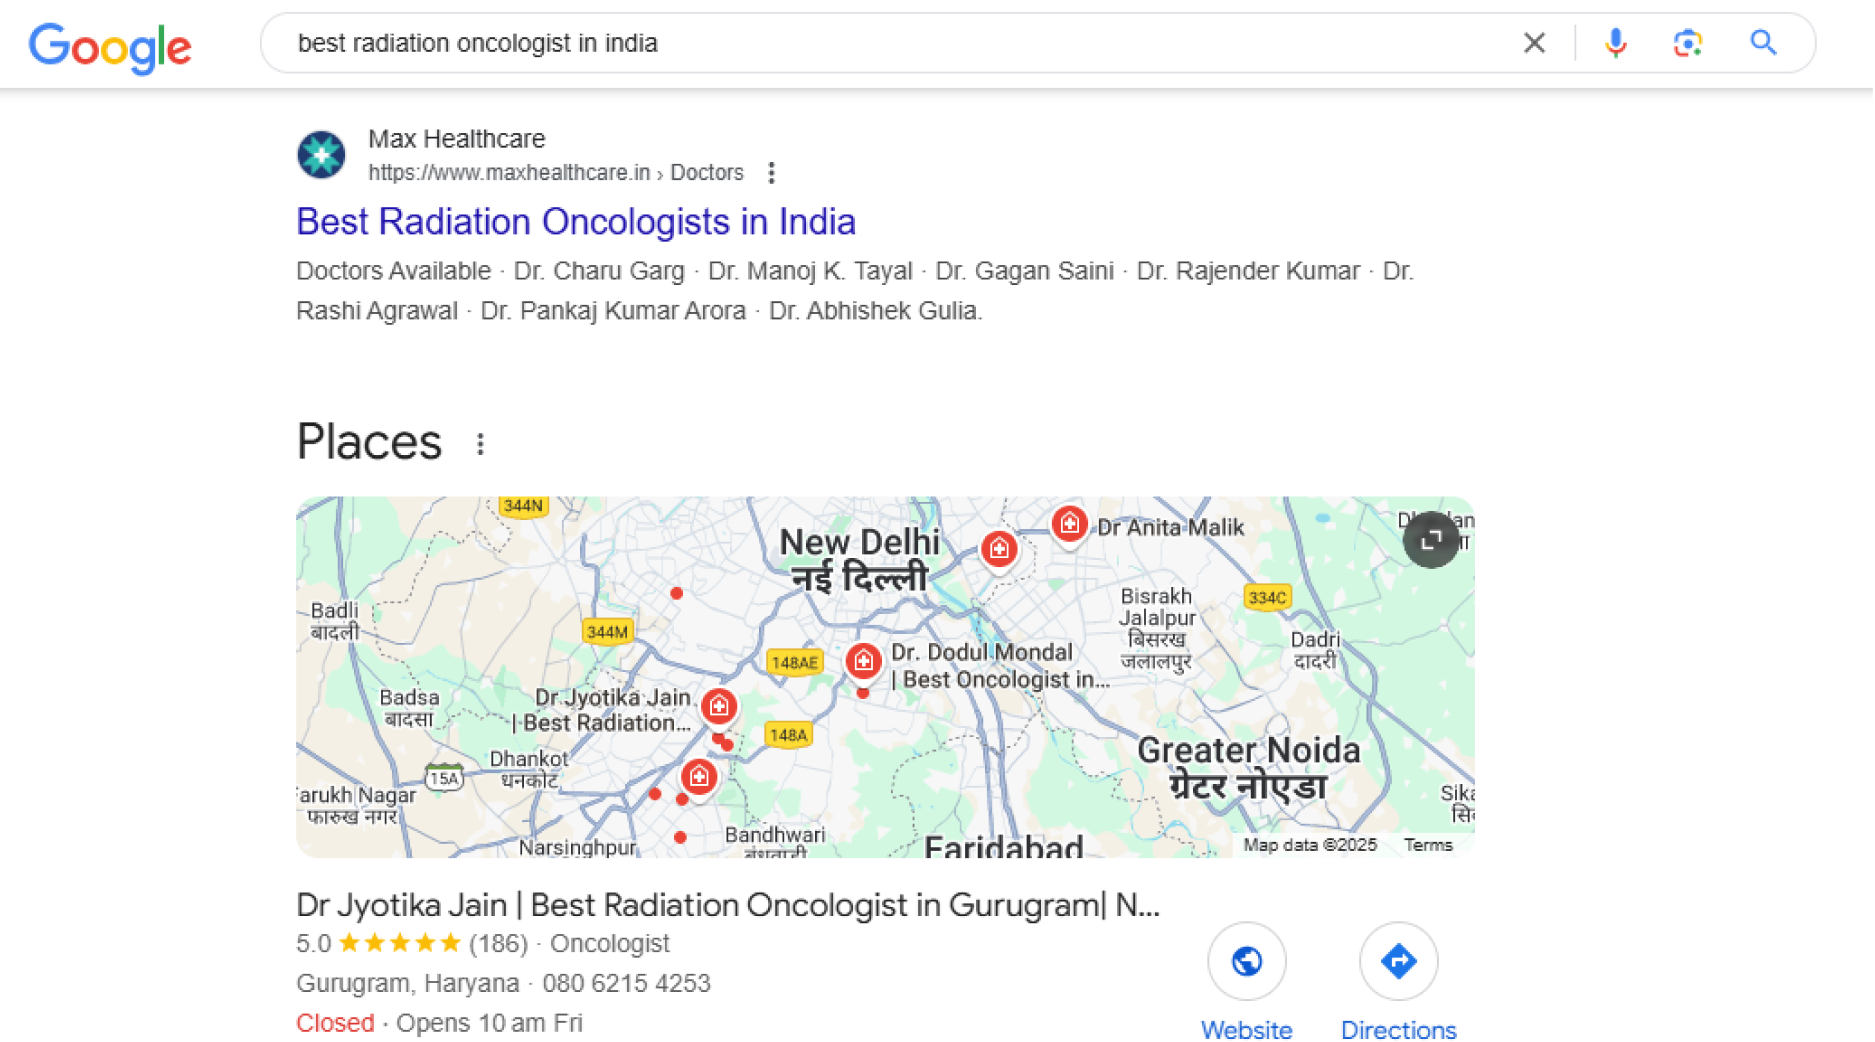 Google
best radiation oncologist in india
Max Healthcare
https://www.maxhealthcare.in › Doctors
Best Radiation Oncologists in India
Doctors Available · Dr. Charu Garg · Dr. Manoj K. Tayal · Dr. Gagan Saini · Dr. Rajender Kumar · Dr.
Rashi Agrawal · Dr. Pankaj Kumar Arora · Dr. Abhishek Gulia.
Places
344N
New Delhi
नई दिल्ली
Dr Anita Malik
Badli
बादली
344M
Bisrakh
Jalalpur
बिसरख
जलालपुर
334C
Dadri
दादरी
148AE
Dr. Dodul Mondal
| Best Oncologist in...
Badsa
बादसा
Dr Jyotika Jain
| Best Radiation...
148A
Dhankot
धनकोट
15A
Greater Noida
ग्रेटर नोएडा
arukh Nagar
फारुख नगर
Sika
Bandhwari
Narsinghpur
Faridabad
Map data ©2025
Terms
Dr Jyotika Jain | Best Radiation Oncologist in Gurugram| N...
5.0 (186) · Oncologist
Gurugram, Haryana · 080 6215 4253
Closed · Opens 10 am Fri
Website
Directions